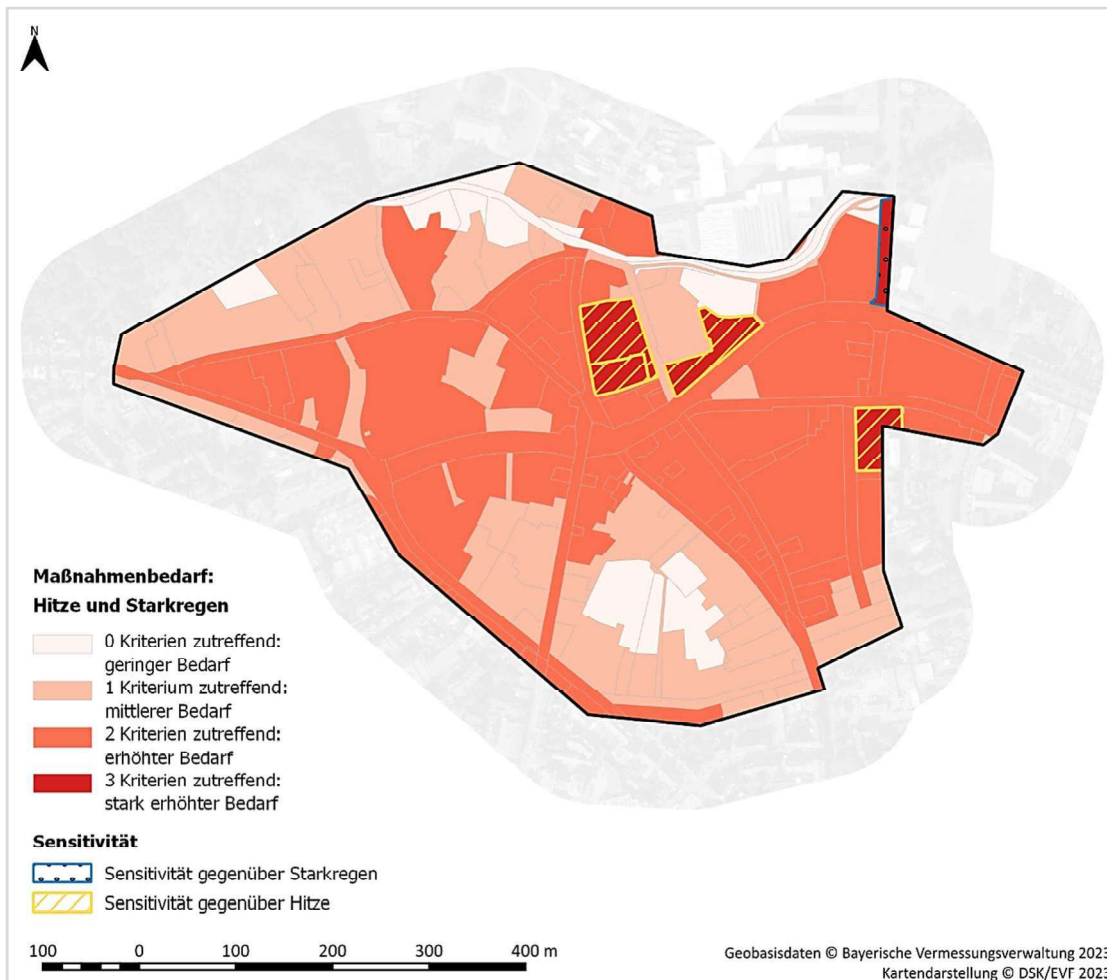 N
Maßnahmenbedarf:
Hitze und Starkregen
0 Kriterien zutreffend:
geringer Bedarf
1 Kriterium zutreffend:
mittlerer Bedarf
2 Kriterien zutreffend:
erhöhter Bedarf
3 Kriterien zutreffend:
stark erhöhter Bedarf
Sensitivität
Sensitivität gegenüber Starkregen
Sensitivität gegenüber Hitze
100 0 100 200 300 400 m
Geobasisdaten © Bayerische Vermessungsverwaltung 2023
Kartendarstellung © DSK/EVF 2023